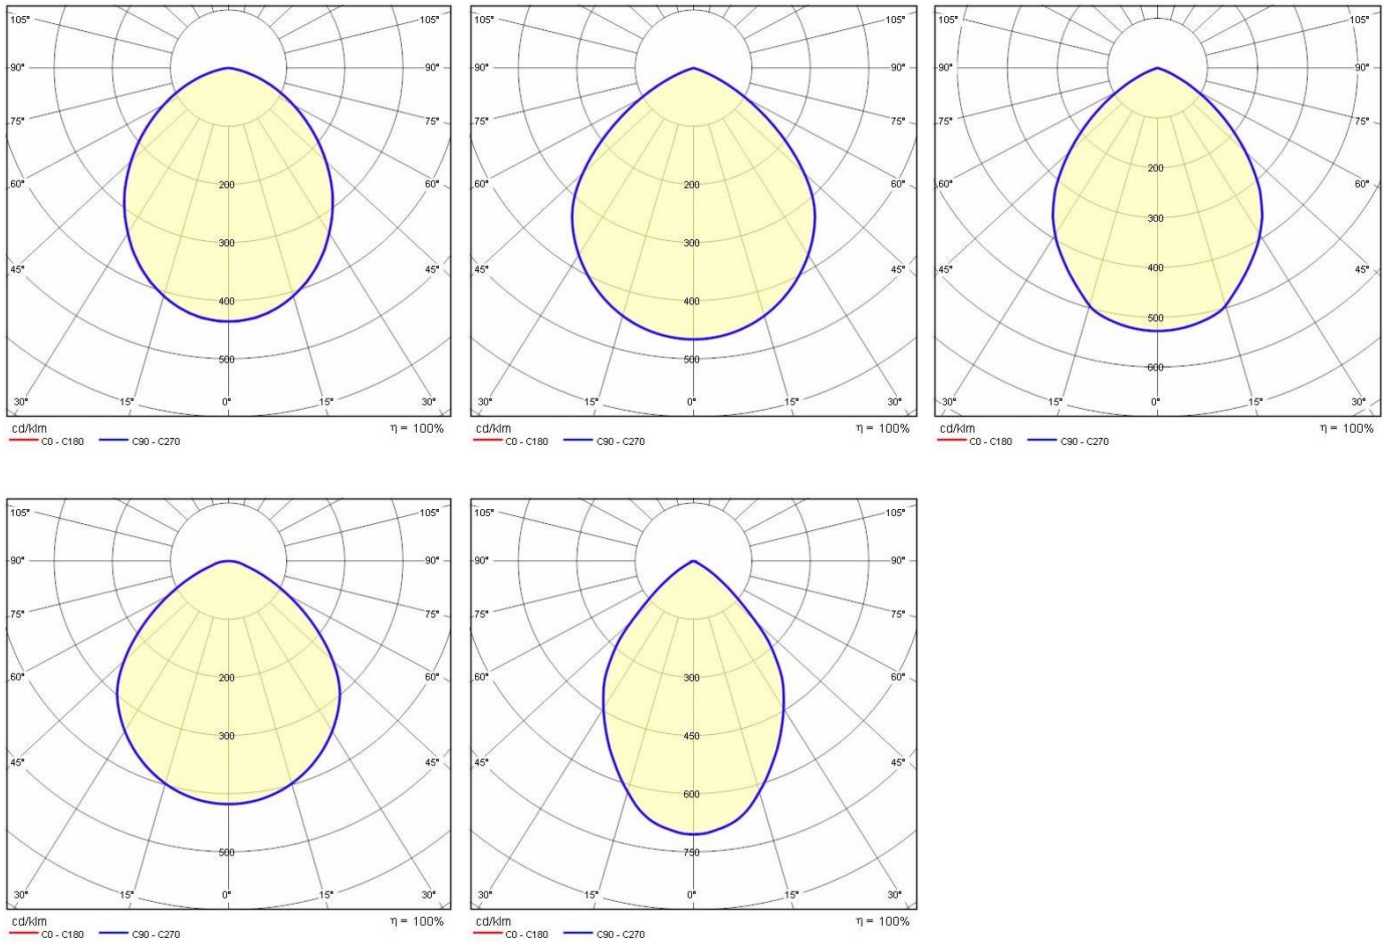 105° 105° 105° 105° 105° 105°
90° 90° 90° 90° 90° 90°
75° 75° 75° 75° 75° 75°
60° 200 60° 60° 200 60° 60° 200 60°
45° 300 45° 45° 300 45° 45° 300 45°
400 400 400
500 500 500
600
30° 15° 0° 15° 30° 30° 15° 0° 15° 30° 30° 15° 0° 15° 30°
cd/klm η = 100% cd/klm η = 100% cd/klm η = 100%
C0 - C180 C90 - C270 C0 - C180 C90 - C270 C0 - C180 C90 - C270
105° 105° 105° 105°
90° 90° 90° 90°
75° 75° 75° 75°
60° 200 60° 60° 300 60°
300 450
45° 45° 45° 45°
600
500 750
30° 15° 0° 15° 30° 30° 15° 0° 15° 30°
cd/klm η = 100% cd/klm η = 100%
C0 - C180 C90 - C270 C0 - C180 C90 - C270